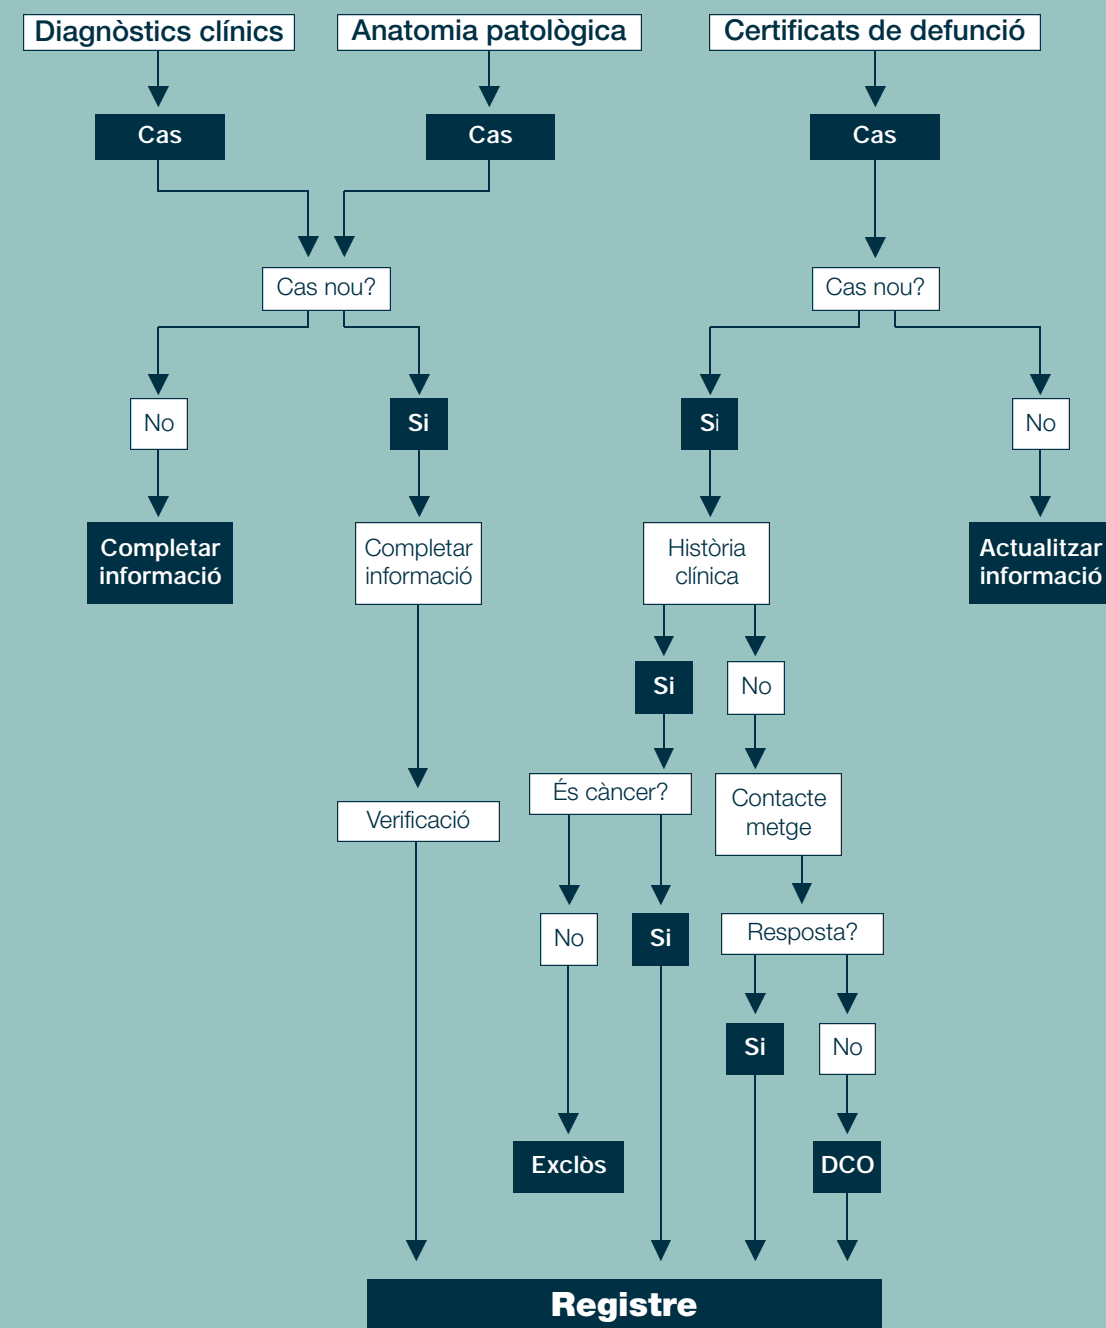 Diagnòstics clínics
Anatomia patològica
Certificats de defunció
Cas
Cas
Cas
Cas nou?
Cas nou?
No
Si
Si
No
Completar
informació
Completar
informació
Història
clínica
Actualitzar
informació
Si
No
És càncer?
Contacte
metge
Verificació
No
Si
Resposta?
Si
No
Exclòs
DCO
Registre